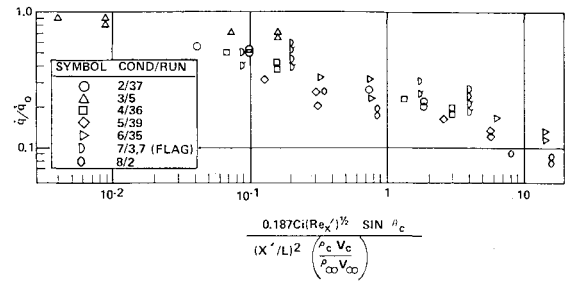 1.0
q̇/q̇o
0.1
SYMBOL COND/RUN
○ 2/37
△ 3/5
□ 4/36
◇ 5/39
▷ 6/35
D 7/3,7 (FLAG)
0 8/2
10-2 10-1 1 10
0.187Ci(Rex′)½ SIN θc
(X′/L)2 (ρc Vc
ρ∞V∞)